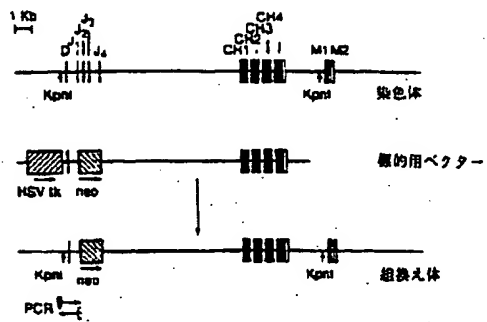 1 Kb
D J₁ J₂ J₃ J₄
CH1 CH2 CH3 CH4
M1 M2
KpnI KpnI
染色体
標的用ベクター
HSV tk neo
KpnI neo KpnI
組換え体
PCR